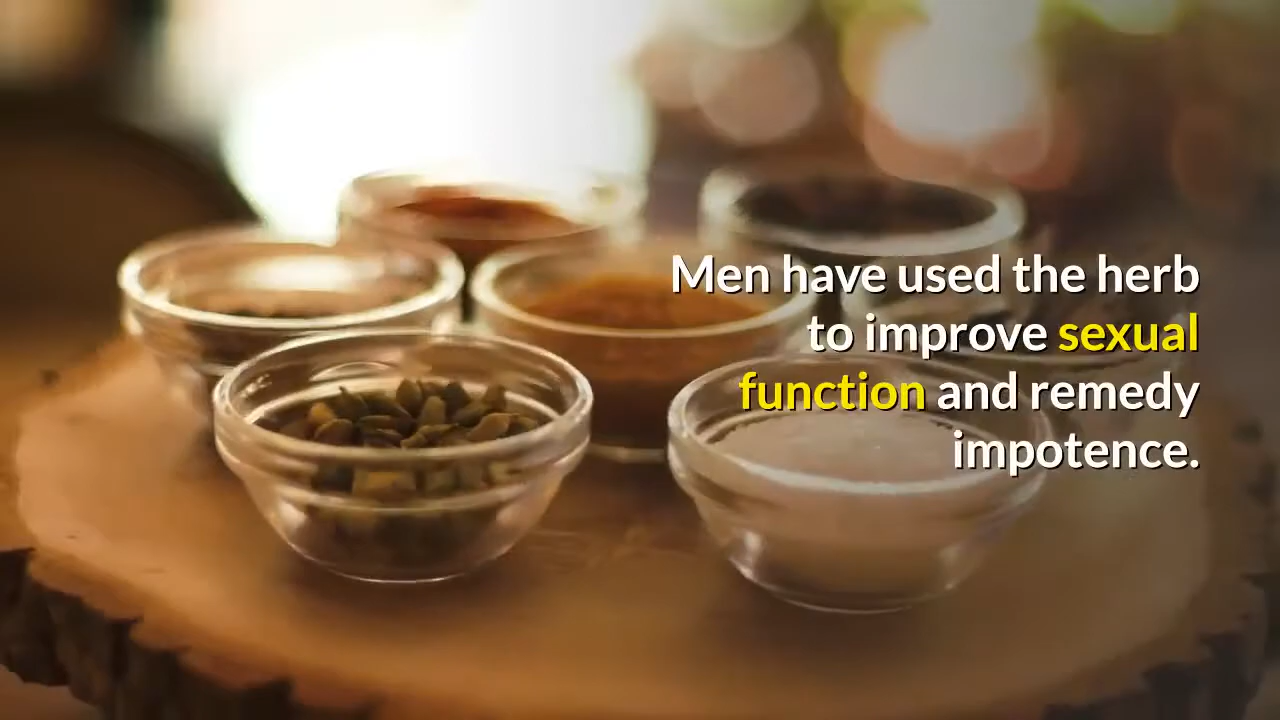 Men have used the herb
to improve sexual
function and remedy
impotence.